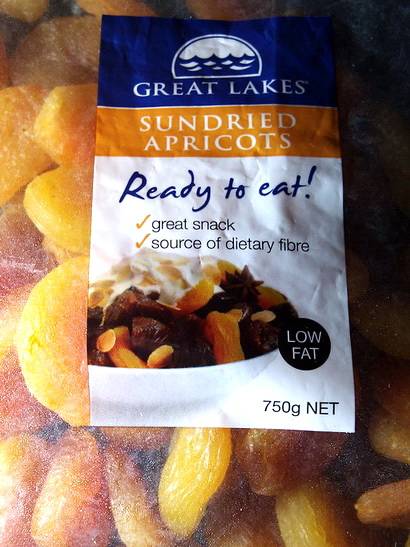 GREAT LAKES
SUNDRIED
APRICOTS
Ready to eat!
✓great snack
✓source of dietary fibre
LOW
FAT
750g NET